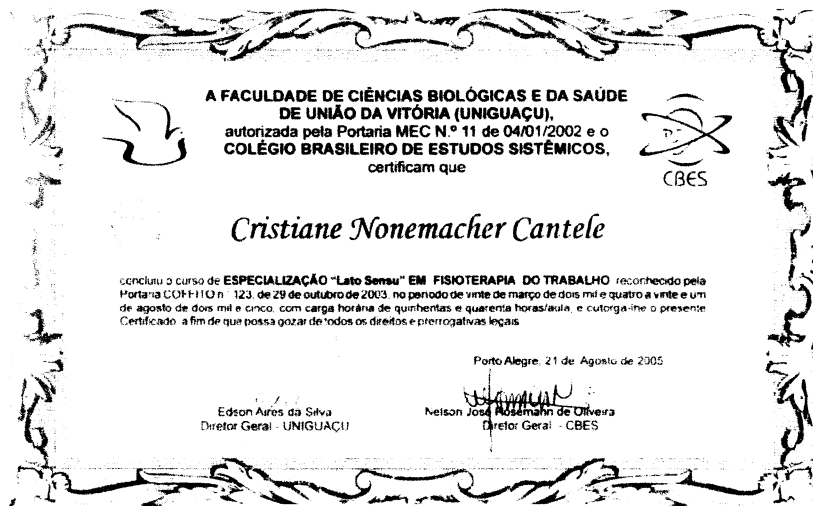 A FACULDADE DE CIÊNCIAS BIOLÓGICAS E DA SAÚDE
DE UNIÃO DA VITÓRIA (UNIGUAÇU),
autorizada pela Portaria MEC N.º 11 de 04/01/2002 e o
COLÉGIO BRASILEIRO DE ESTUDOS SISTÊMICOS,
certificam que
CBES
Cristiane Nonemacher Cantele
concluiu o curso de ESPECIALIZAÇÃO "Lato Sensu" EM FISIOTERAPIA DO TRABALHO reconhecido pela
Portaria COFFITO n° 123, de 29 de outubro de 2003, no período de vinte de março de dois mil e quatro a vinte e um
de agosto de dois mil e cinco, com carga horária de quinhentas e quarenta horas/aula, e outorga-lhe o presente
Certificado, a fim de que possa gozar de todos os direitos e prerrogativas legais
Porto Alegre, 21 de Agosto de 2005
Edson Aires da Silva
Diretor Geral - UNIGUAÇU
Nelson José Rosemann de Oliveira
Diretor Geral - CBES